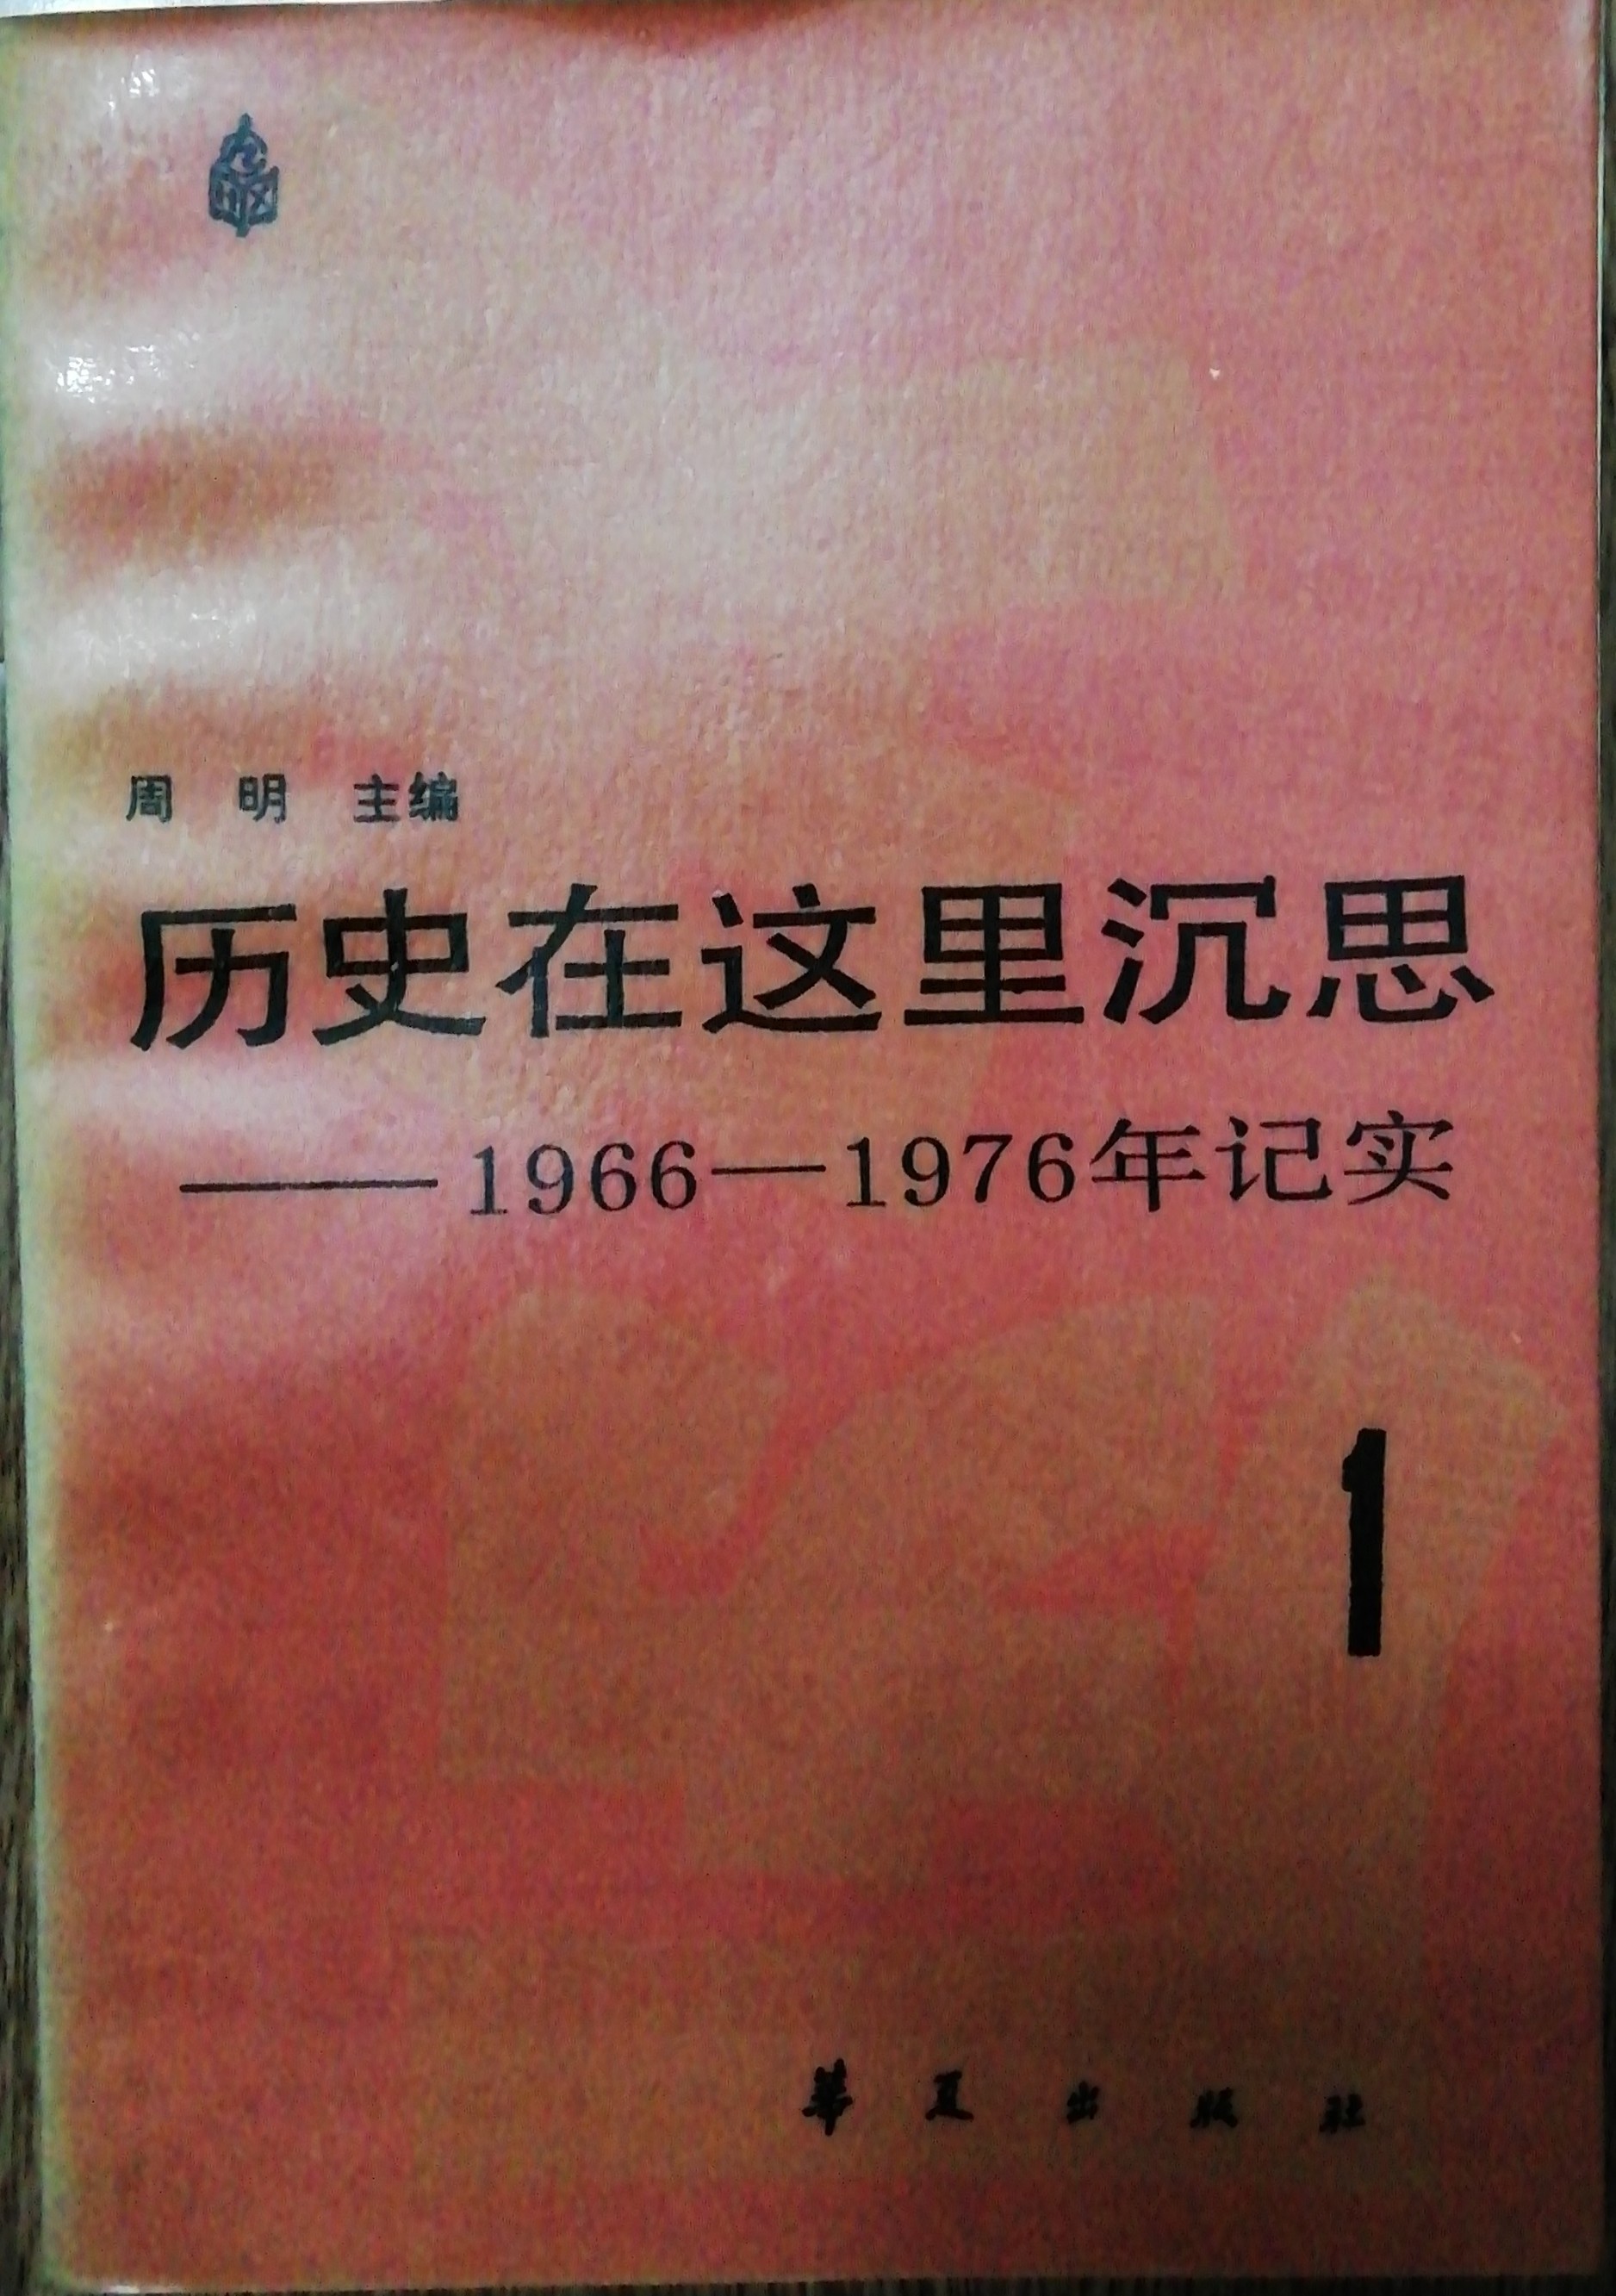 周 明 主编
历史在这里沉思
——1966—1976年记实
1
华夏出版社